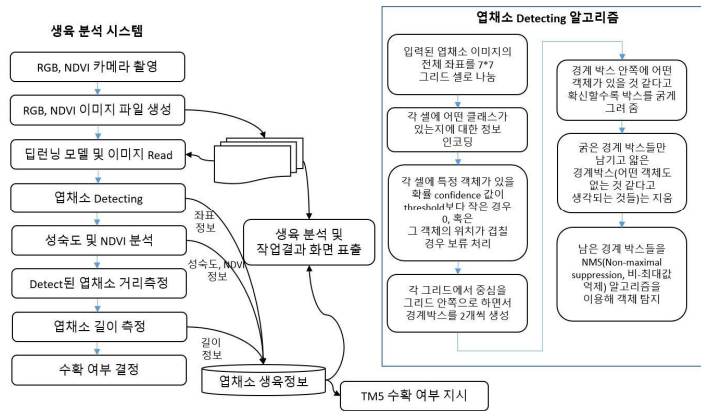 생육 분석 시스템
RGB, NDVI 카메라 촬영
RGB, NDVI 이미지 파일 생성
딥런닝 모델 및 이미지 Read
엽채소 Detecting
성숙도 및 NDVI 분석
Detect된 엽채소 거리측정
엽채소 길이 측정
수확 여부 결정
좌표
정보
성숙도, NDVI
정보
길이
정보
생육 분석 및
작업결과 화면 표출
엽채소 생육정보
TM5 수확 여부 지시
엽채소 Detecting 알고리즘
입력된 엽채소 이미지의
전체 좌표를 7*7
그리드 셀로 나눔
각 셀에 어떤 클래스가
있는지에 대한 정보
인코딩
각 셀에 특정 객체가 있을
확률 confidence 값이
threshold보다 작은 경우
0, 혹은
그 객체의 위치가 겹칠
경우 보류 처리
각 그리드에서 중심을
그리드 안쪽으로 하면서
경계박스를 2개씩 생성
경계 박스 안쪽에 어떤
객체가 있을 것 같다고
확신할수록 박스를 굵게
그려 줌
굵은 경계 박스들만
남기고 얇은
경계박스(어떤 객체도
없는 것 같다고
생각되는 것들)는 지움
남은 경계 박스들을
NMS(Non-maximal
suppression, 비-최대값
억제) 알고리즘을
이용해 객체 탐지